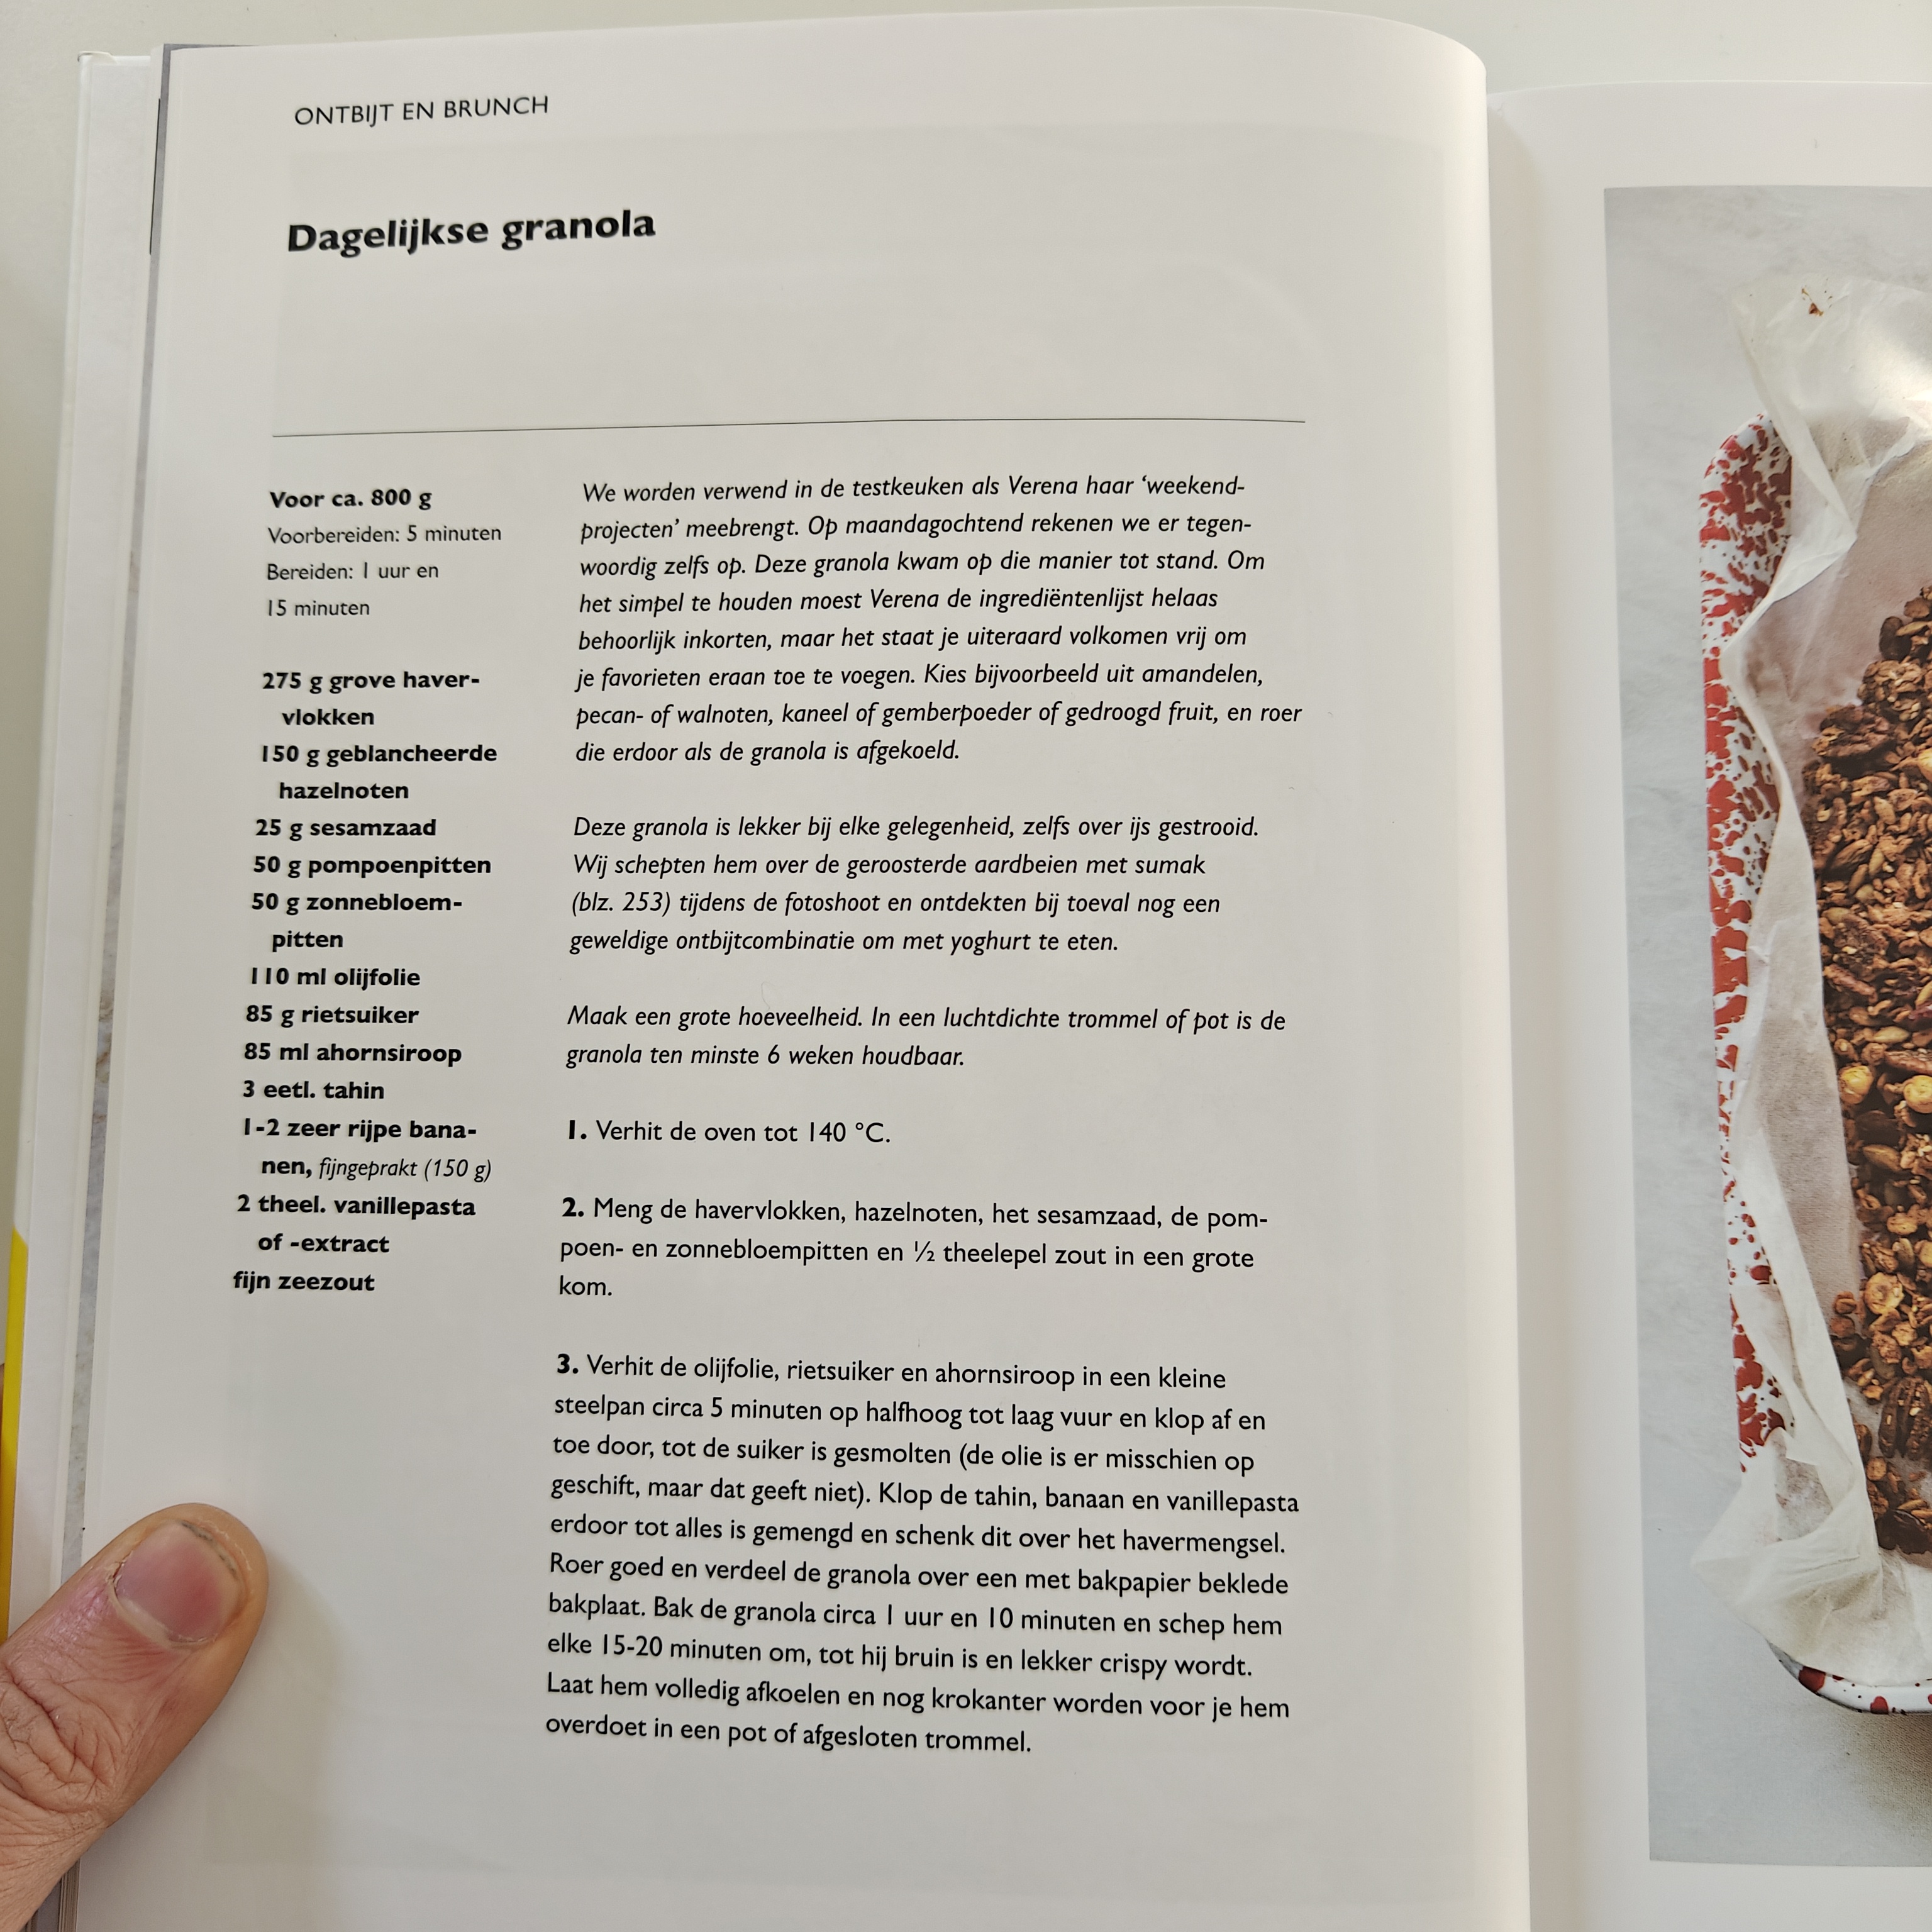 ONTBIJT EN BRUNCH
Dagelijkse granola
Voor ca. 800 g
Voorbereiden: 5 minuten
Bereiden: 1 uur en
15 minuten
275 g grove haver-
vlokken
150 g geblancheerde
hazelnoten
25 g sesamzaad
50 g pompoenpitten
50 g zonnebloem-
pitten
110 ml olijfolie
85 g rietsuiker
85 ml ahornsiroop
3 eetl. tahin
1-2 zeer rijpe bana-
nen, fijngeprakt (150 g)
2 theel. vanillepasta
of -extract
fijn zeezout
We worden verwend in de testkeuken als Verena haar ‘weekend-
projecten’ meebrengt. Op maandagochtend rekenen we er tegen-
woordig zelfs op. Deze granola kwam op die manier tot stand. Om
het simpel te houden moest Verena de ingrediëntenlijst helaas
behoorlijk inkorten, maar het staat je uiteraard volkomen vrij om
je favorieten eraan toe te voegen. Kies bijvoorbeeld uit amandelen,
pecan- of walnoten, kaneel of gemberpoeder of gedroogd fruit, en roer
die erdoor als de granola is afgekoeld.
Deze granola is lekker bij elke gelegenheid, zelfs over ijs gestrooid.
Wij schepten hem over de geroosterde aardbeien met sumak
(blz. 253) tijdens de fotoshoot en ontdekten bij toeval nog een
geweldige ontbijtcombinatie om met yoghurt te eten.
Maak een grote hoeveelheid. In een luchtdichte trommel of pot is de
granola ten minste 6 weken houdbaar.
1. Verhit de oven tot 140 °C.
2. Meng de havervlokken, hazelnoten, het sesamzaad, de pom-
poen- en zonnebloempitten en ½ theelepel zout in een grote
kom.
3. Verhit de olijfolie, rietsuiker en ahornsiroop in een kleine
steelpan circa 5 minuten op halfhoog tot laag vuur en klop af en
toe door, tot de suiker is gesmolten (de olie is er misschien op
geschift, maar dat geeft niet). Klop de tahin, banaan en vanillepasta
erdoor tot alles is gemengd en schenk dit over het havermengsel.
Roer goed en verdeel de granola over een met bakpapier beklede
bakplaat. Bak de granola circa 1 uur en 10 minuten en schep hem
elke 15-20 minuten om, tot hij bruin is en lekker crispy wordt.
Laat hem volledig afkoelen en nog krokanter worden voor je hem
overdoet in een pot of afgesloten trommel.